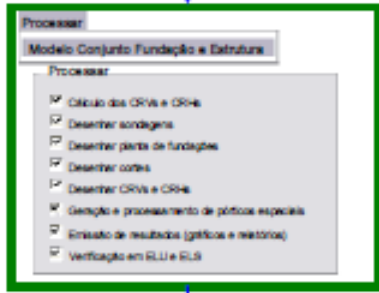 Processar
Modelo Conjunto Fundação e Estrutura
Processar
Cálculo dos CRVs e CRHs
Desenhar sondagens
Desenhar planta de fundações
Desenhar cortes
Desenhar CRVs e CRHs
Geração e processamento de pórticos espaciais
Emissão de resultados (gráficos e relatórios)
Verificação em ELU e ELS